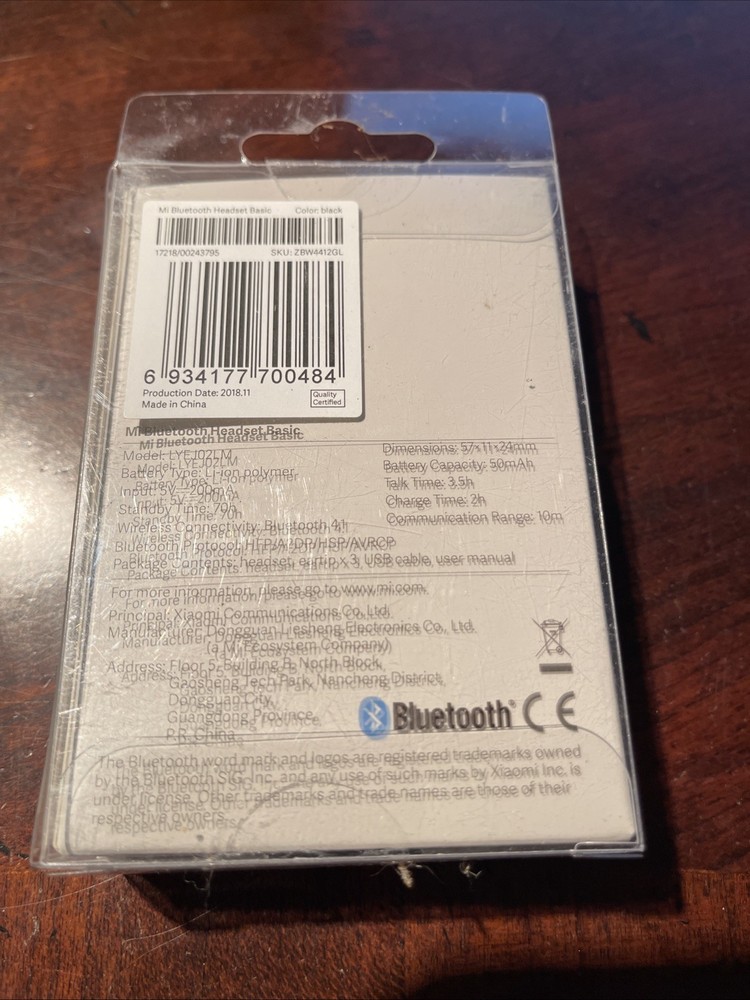 Mi Bluetooth Headset Basic Color: black
17218/00243795 SKU: ZBW4412GL
6 934177 700484
Production Date: 2018.11
Made in China
Quality Certified
Mi Bluetooth Headset Basic
Model: LYEJ02LM
Battery Type: Li-ion polymer
Input: 5V⎓200mA
Standby Time: 70h
Wireless Connectivity: Bluetooth 4.1
Dimensions: 57×11×24mm
Battery Capacity: 50mAh
Talk Time: 3.5h
Charge Time: 2h
Communication Range: 10m
Bluetooth Protocol: HFP/A2DP/HSP/AVRCP
Package Contents: headset, eartip x 3, USB cable, user manual
For more information, please go to www.mi.com.
Principal: Xiaomi Communications Co., Ltd.
Manufacturer: Dongguan Liesheng Electronics Co., Ltd.
(a Mi Ecosystem Company)
Address: Floor 5, Building B, North Block,
Gaosheng Tech Park, Nancheng District,
Dongguan City,
Guangdong Province,
P.R. China
Bluetooth® CE
The Bluetooth word mark and logos are registered trademarks owned
by the Bluetooth SIG, Inc. and any use of such marks by Xiaomi Inc. is
under license. Other trademarks and trade names are those of their
respective owners.